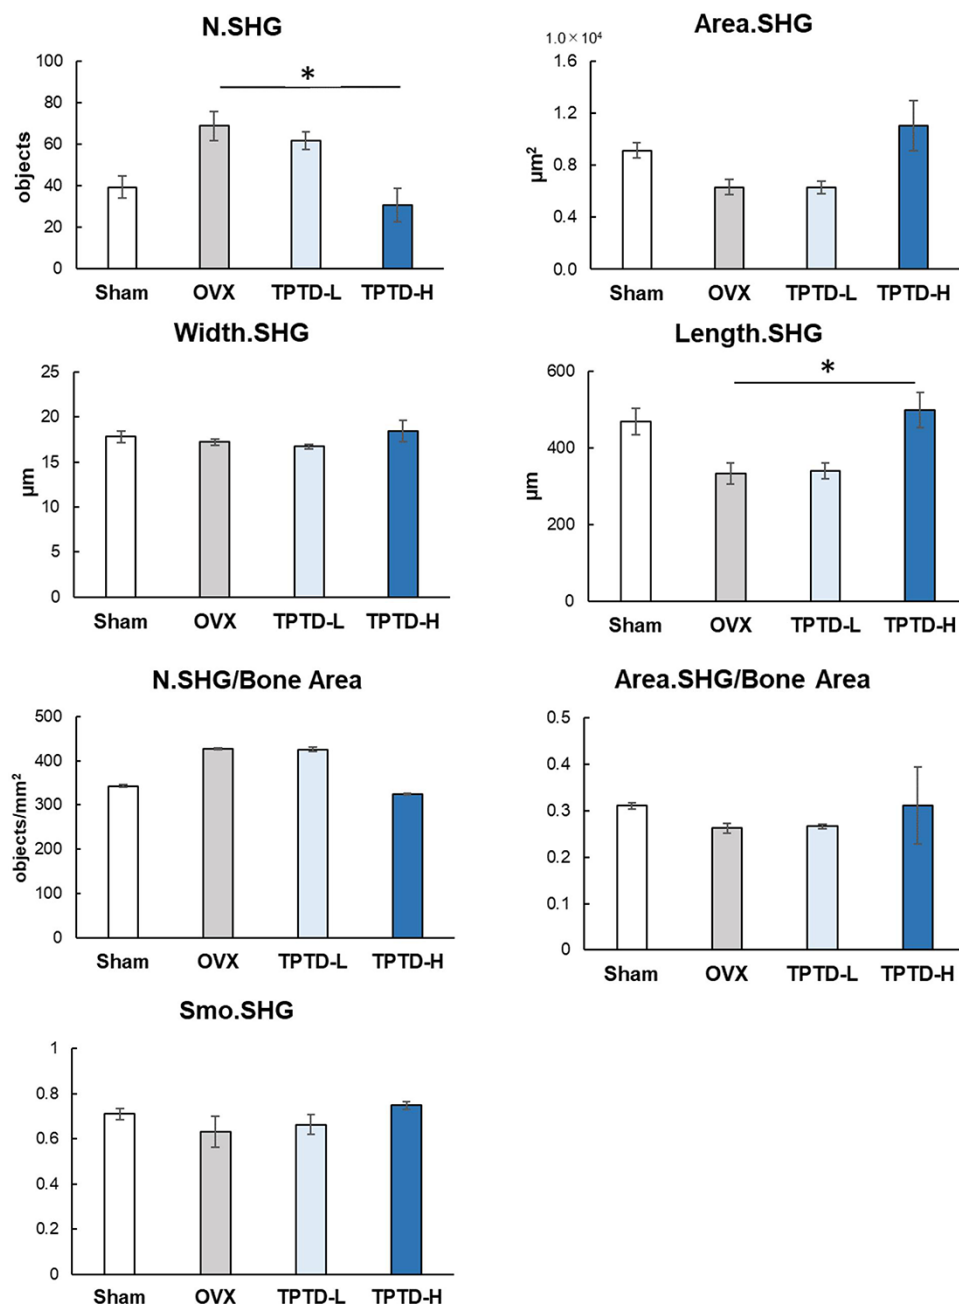 N.SHG
100
*
80
60
40
20
0
objects
Sham OVX TPTD-L TPTD-H
Area.SHG
1.0×10⁴
1.6
1.2
0.8
0.4
0.0
µm²
Sham OVX TPTD-L TPTD-H
Width.SHG
25
20
15
10
5
0
µm
Sham OVX TPTD-L TPTD-H
Length.SHG
600
*
400
200
0
µm
Sham OVX TPTD-L TPTD-H
N.SHG/Bone Area
500
400
300
200
100
0
objects/mm²
Sham OVX TPTD-L TPTD-H
Area.SHG/Bone Area
0.5
0.4
0.3
0.2
0.1
0
Sham OVX TPTD-L TPTD-H
Smo.SHG
1
0.8
0.6
0.4
0.2
0
Sham OVX TPTD-L TPTD-H